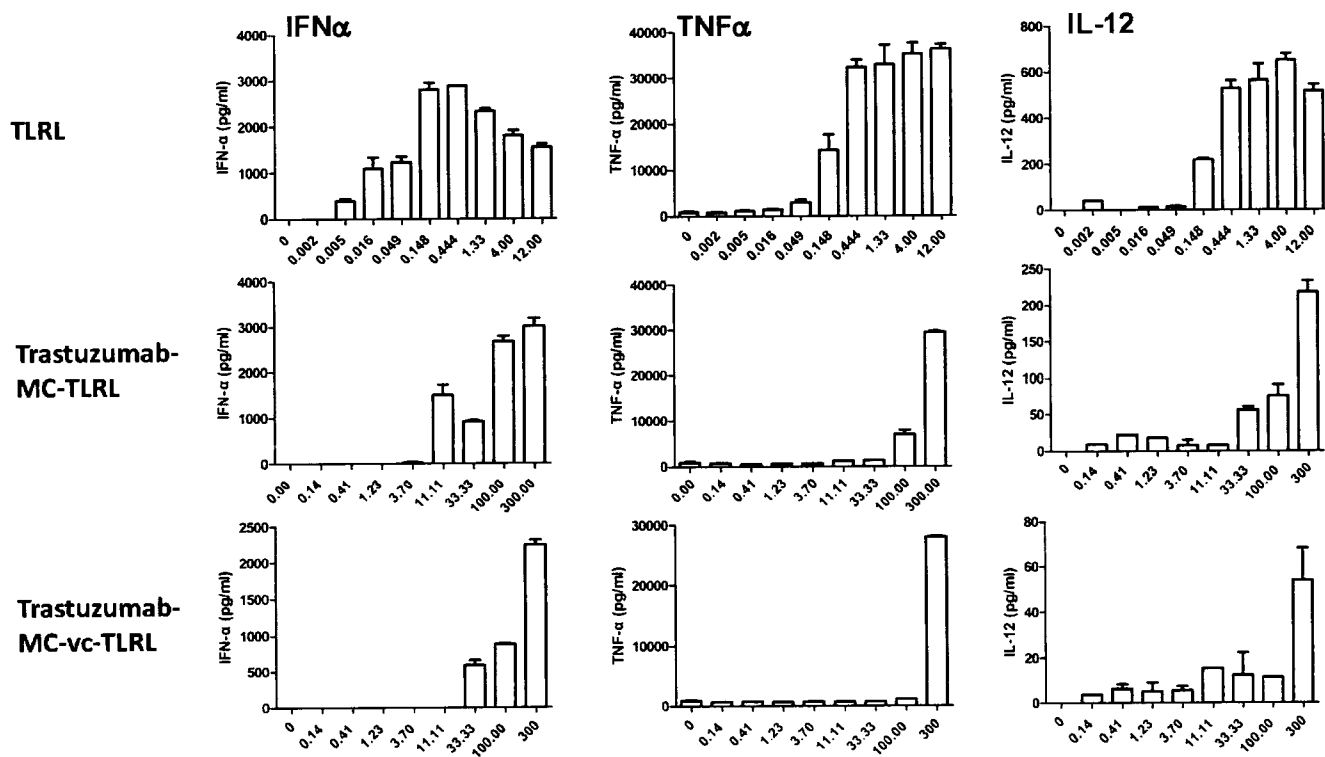 IFNα
TNFα
IL-12
TLRL
IFN-α (pg/ml)
4000
3000
2000
1000
0
0 0.002 0.005 0.016 0.049 0.148 0.444 1.33 4.00 12.00
TNF-α (pg/ml)
40000
30000
20000
10000
0
0 0.002 0.005 0.016 0.049 0.148 0.444 1.33 4.00 12.00
IL-12 (pg/ml)
800
600
400
200
0
0 0.002 0.005 0.016 0.049 0.148 0.444 1.33 4.00 12.00
Trastuzumab-
MC-TLRL
IFN-α (pg/ml)
4000
3000
2000
1000
0
0.00 0.14 0.41 1.23 3.70 11.11 33.33 100.00 300.00
TNF-α (pg/ml)
40000
30000
20000
10000
0
0.00 0.14 0.41 1.23 3.70 11.11 33.33 100.00 300.00
IL-12 (pg/ml)
250
200
150
100
50
0
0 0.14 0.41 1.23 3.70 11.11 33.33 100.00 300
Trastuzumab-
MC-vc-TLRL
IFN-α (pg/ml)
2500
2000
1500
1000
500
0
0 0.14 0.41 1.23 3.70 11.11 33.33 100.00 300
TNF-α (pg/ml)
30000
20000
10000
0
0 0.14 0.41 1.23 3.70 11.11 33.33 100.00 300
IL-12 (pg/ml)
80
60
40
20
0
0 0.14 0.41 1.23 3.70 11.11 33.33 100.00 300